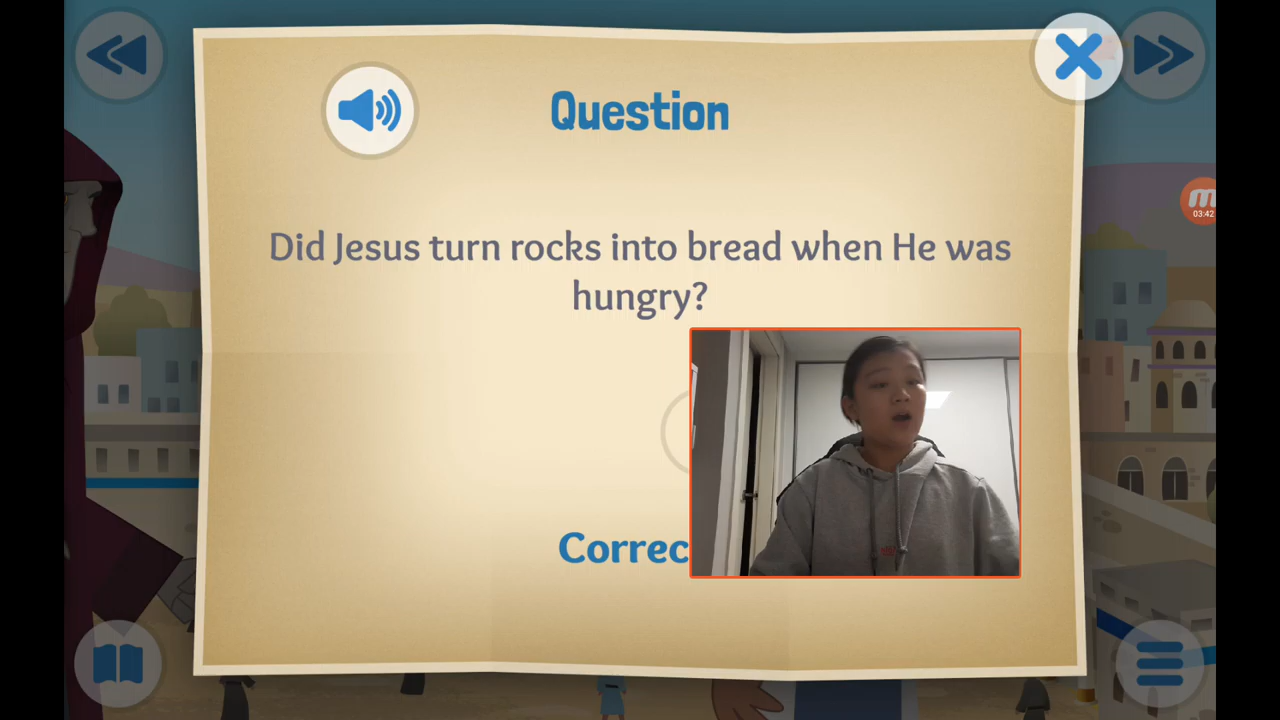 Question
Did Jesus turn rocks into bread when He was
hungry?
Correc
m
03:42